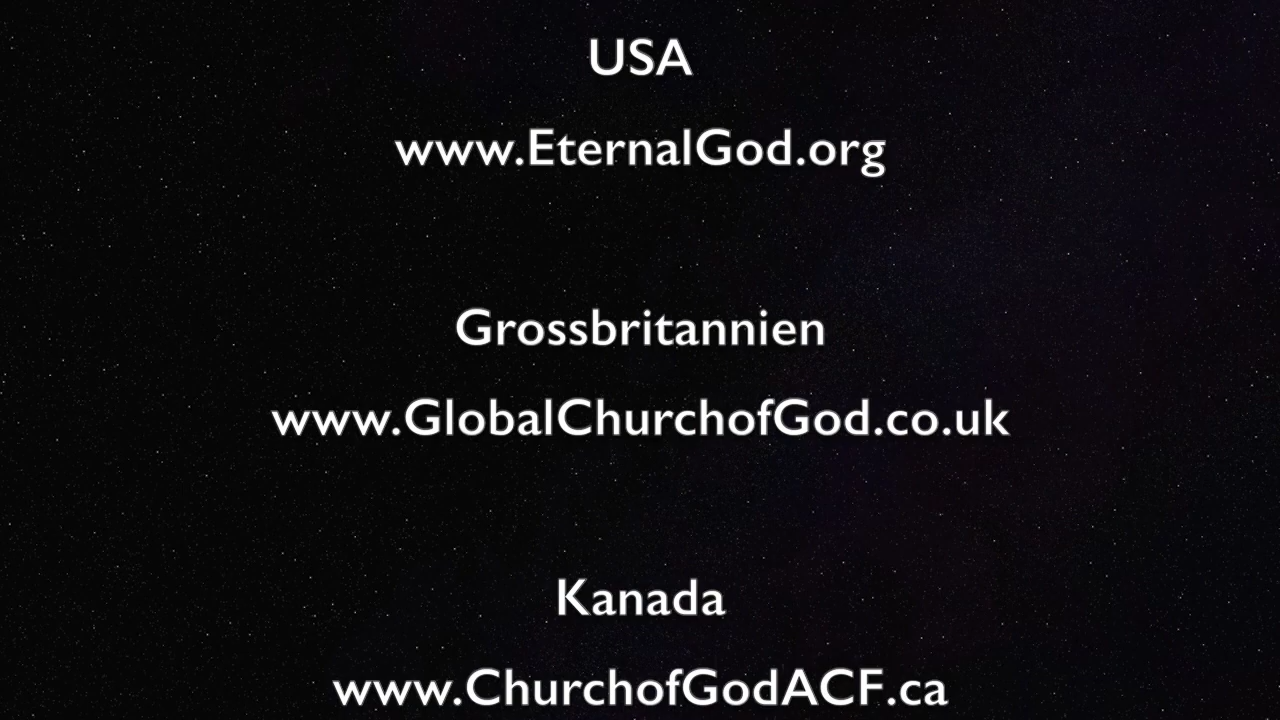 USA
www.EternalGod.org
Grossbritannien
www.GlobalChurchofGod.co.uk
Kanada
www.ChurchofGodACF.ca